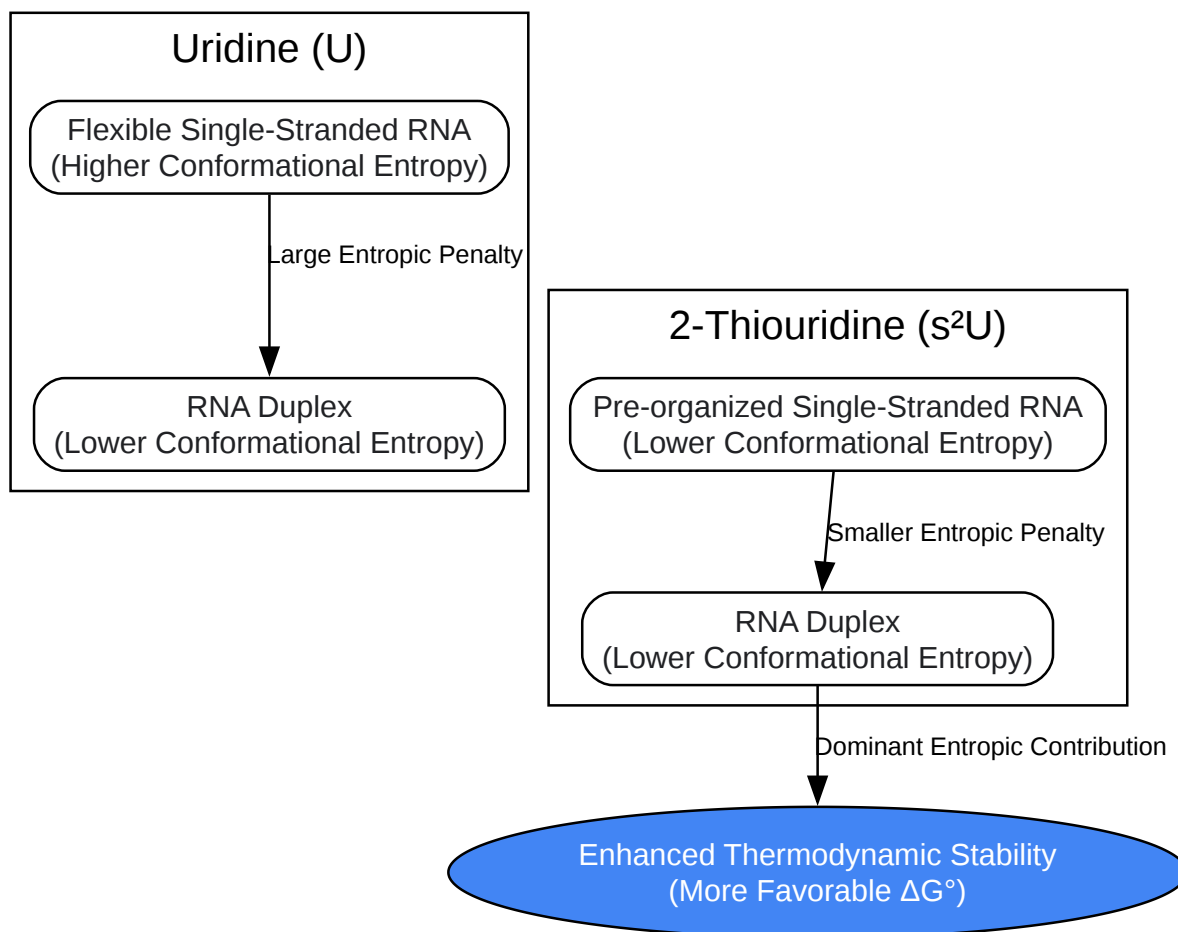 Uridine (U)
Flexible Single-Stranded RNA
(Higher Conformational Entropy)
Large Entropic Penalty
RNA Duplex
(Lower Conformational Entropy)
2-Thiouridine (s²U)
Pre-organized Single-Stranded RNA
(Lower Conformational Entropy)
Smaller Entropic Penalty
RNA Duplex
(Lower Conformational Entropy)
Dominant Entropic Contribution
Enhanced Thermodynamic Stability
(More Favorable ΔG°)